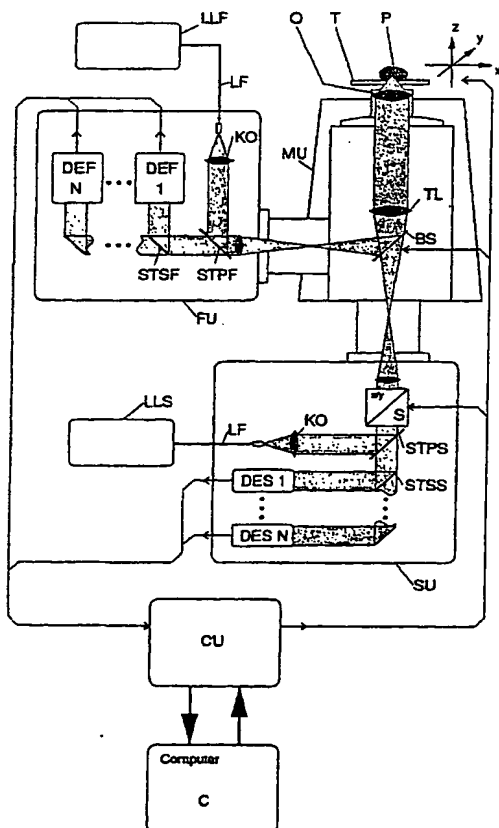 LLF
O T P
z
y
x
LF
KO
MU
DEF N
DEF 1
TL
BS
STSF
STPF
FU
LLS
LF
KO
x/y
S
STPS
DES 1
STSS
DES N
SU
CU
Computer
C